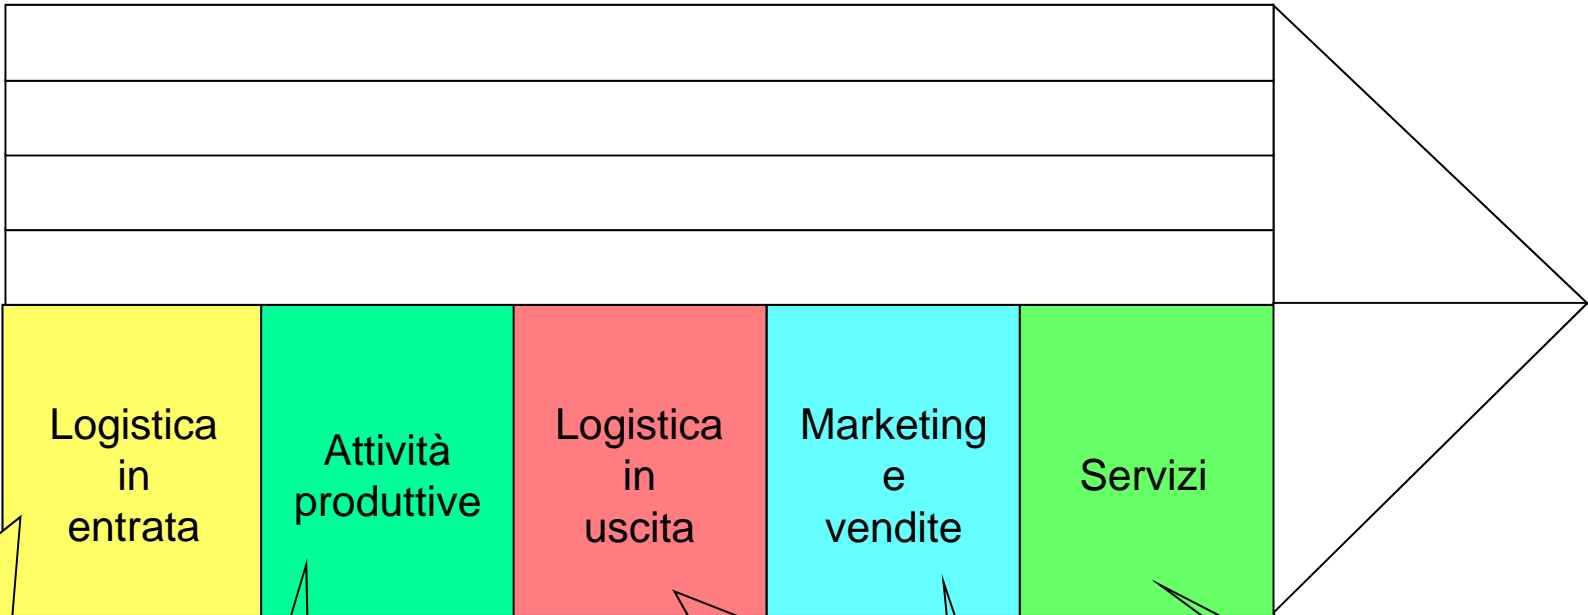 Logistica
in
entrata
Attività
produttive
Logistica
in
uscita
Marketing
e
vendite
Servizi